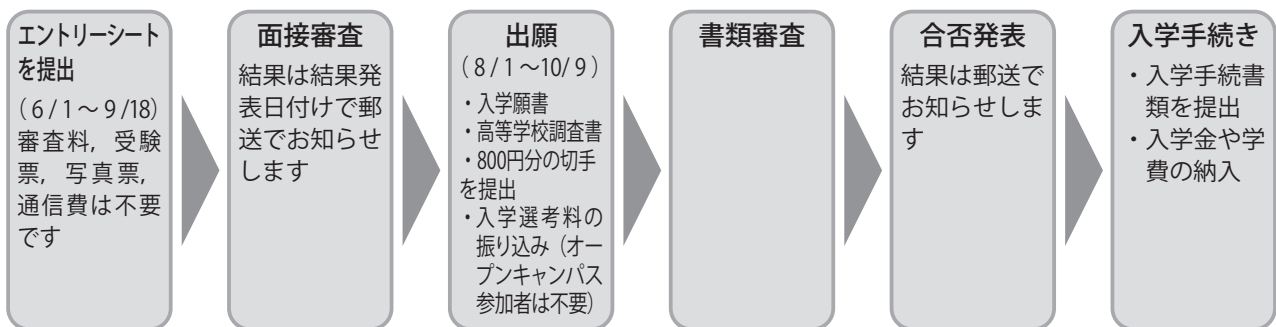 エントリーシート
を提出
(6/1～9/18)
審査料，受験
票，写真票，
通信費は不要
です
面接審査
結果は結果発
表日付けで郵
送でお知らせ
します
出願
(8/1～10/9)
・入学願書
・高等学校調査書
・800円分の切手
を提出
・入学選考料の
振り込み（オー
プンキャンパス
参加者は不要）
書類審査
合否発表
結果は郵送で
お知らせしま
す
入学手続き
・入学手続書
類を提出
・入学金や学
費の納入